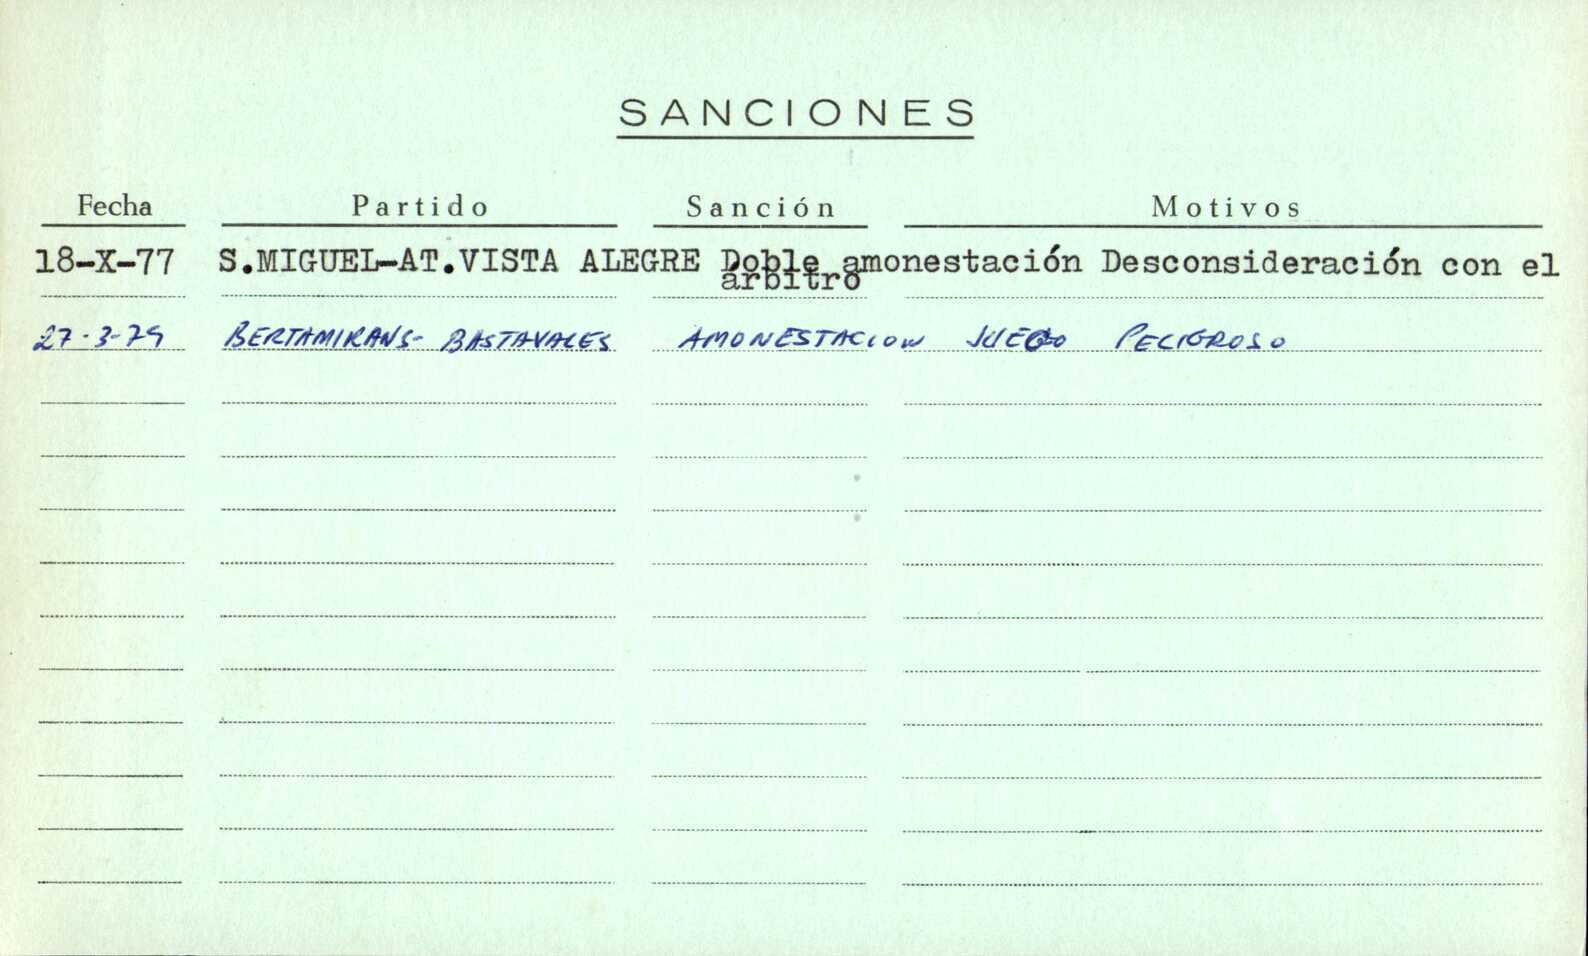 SANCIONES
Fecha Partido Sanción Motivos
18-X-77 S.MIGUEL-AT.VISTA ALEGRE Doble amonestación Desconsideración con el
arbitro
27-3-79 BERTAMIRANS- BASTAVALES AMONESTACION JUEGO PELIGROSO